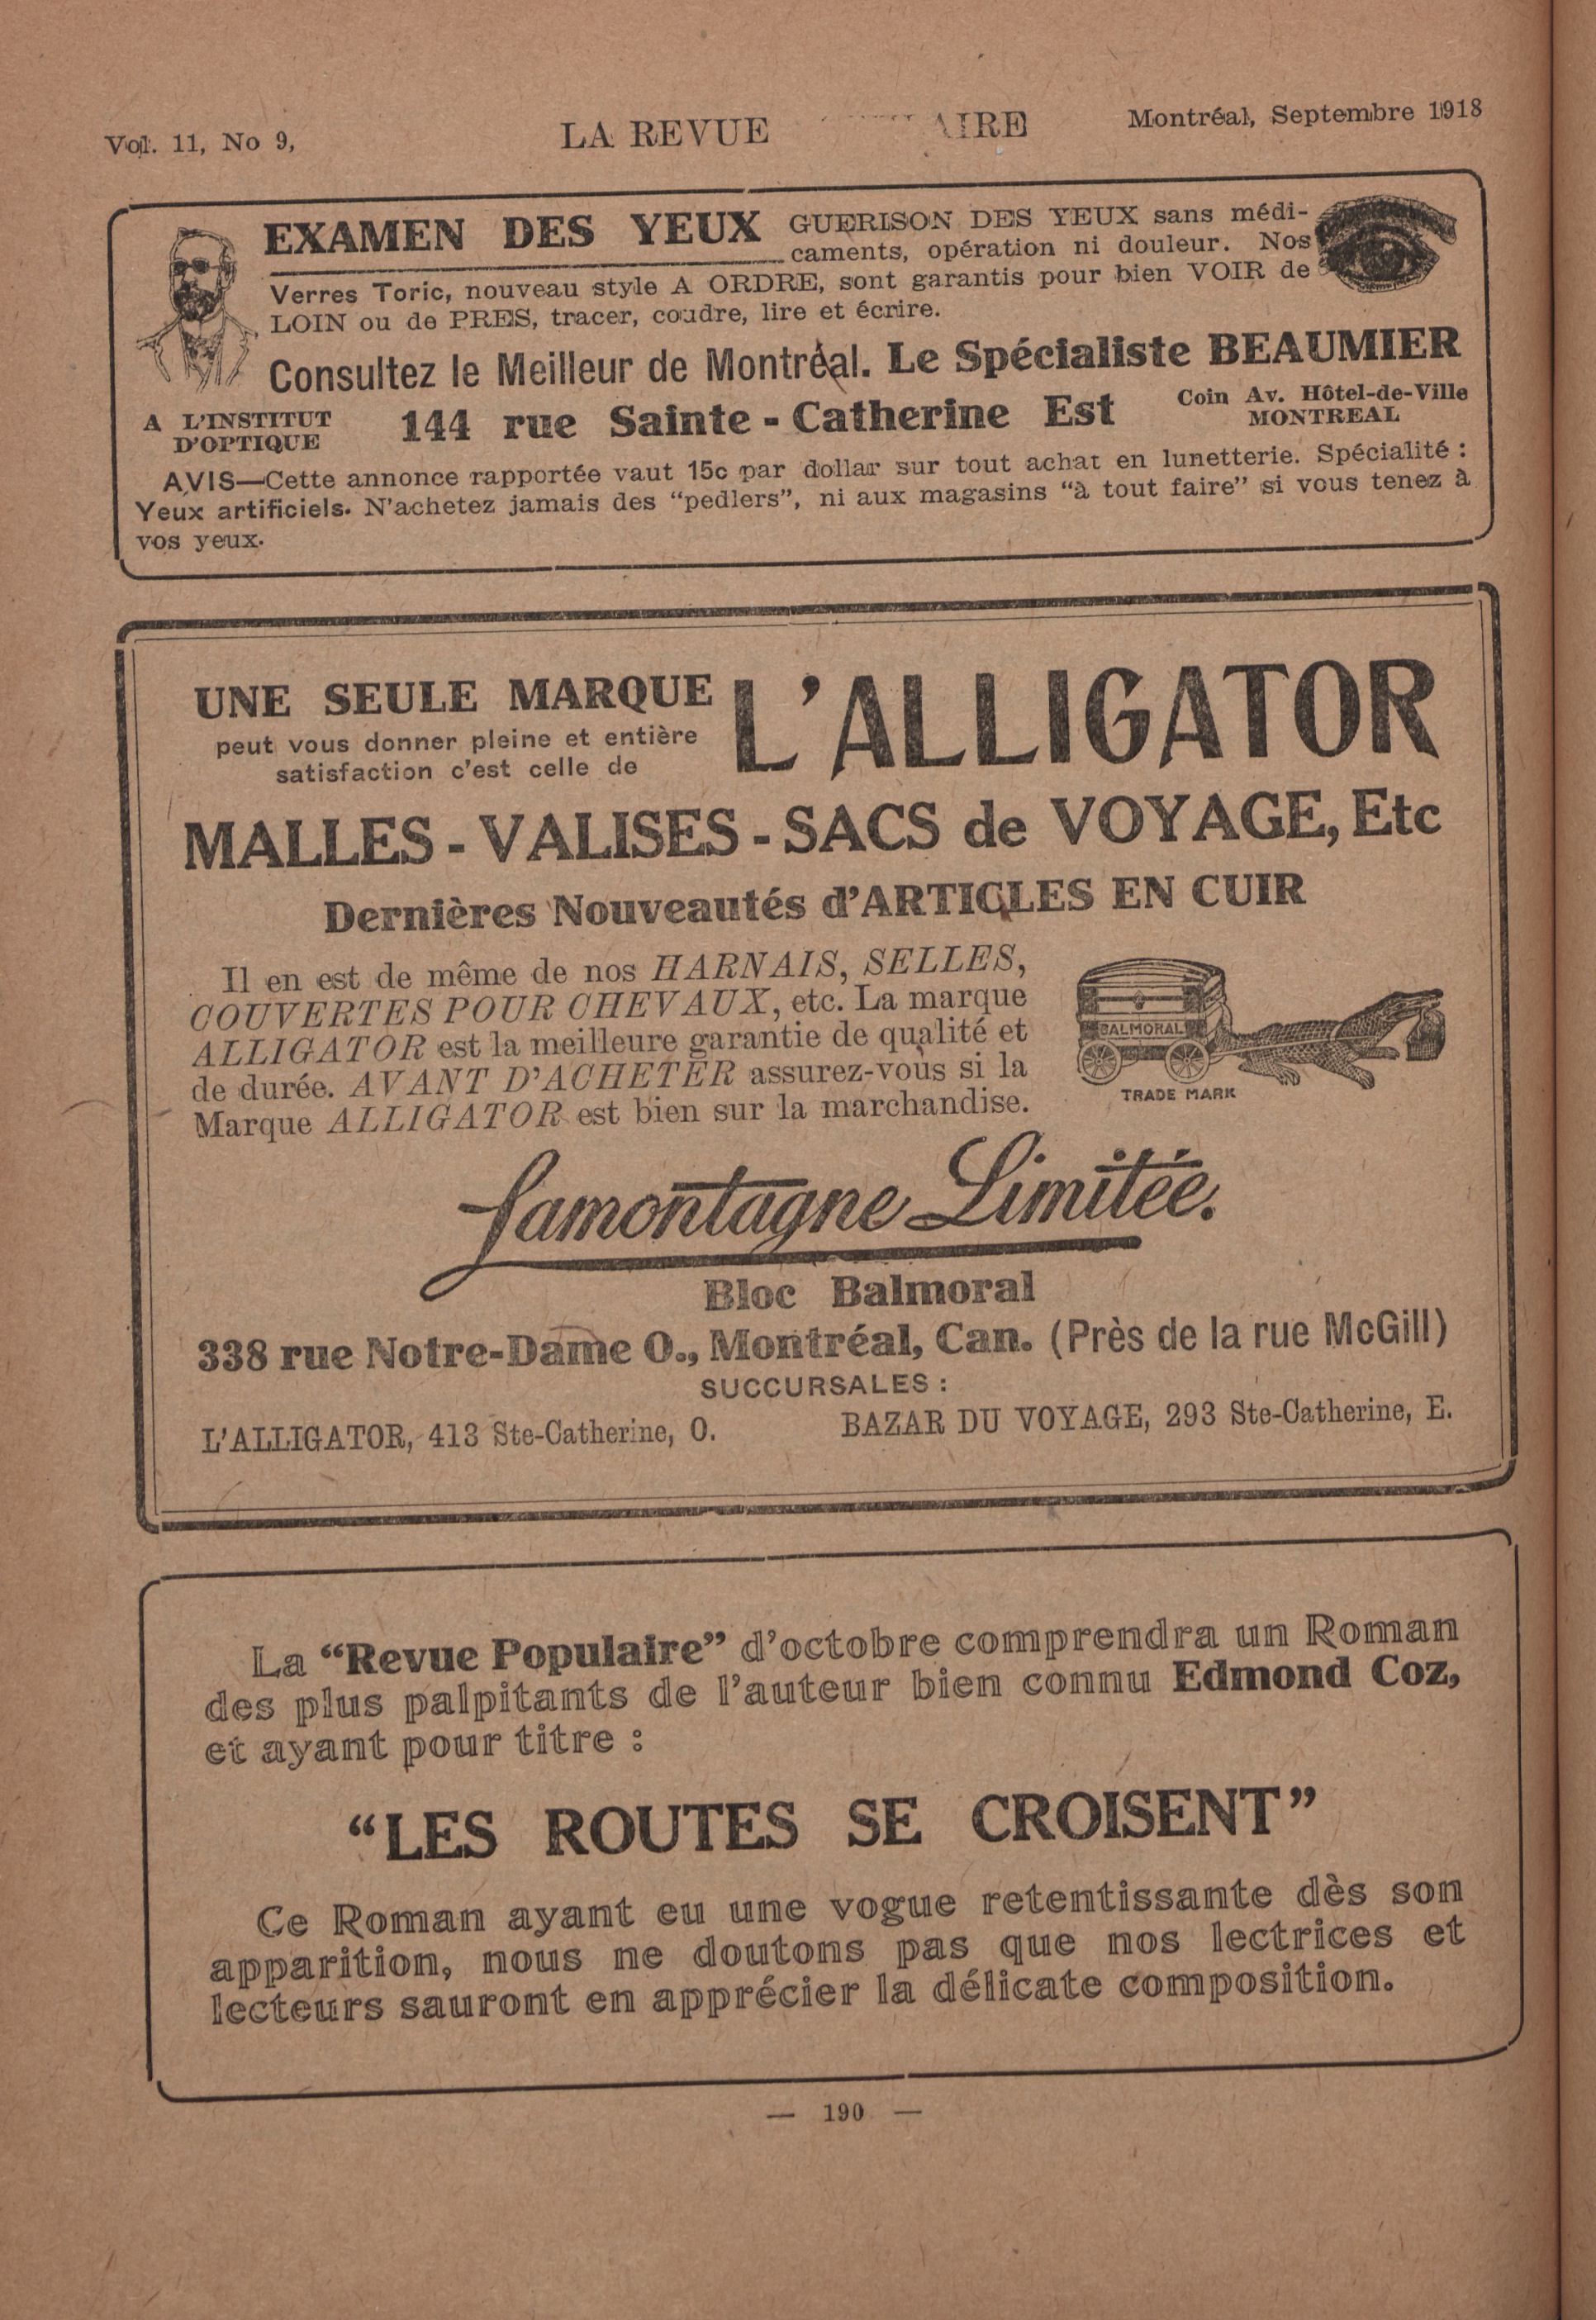 Vol. 11, No 9,
LA REVUE
AIRE
Montréal, Septembre 1918
EXAMEN DES YEUX
GUERISON DES YEUX sans médi-
caments, opération ni douleur. Nos
Verres Toric, nouveau style A ORDRE, sont garantis pour bien VOIR de
LOIN ou de PRES, tracer, coudre, lire et écrire.
Consultez le Meilleur de Montréal. Le Spécialiste BEAUMIER
A L'INSTITUT
D'OPTIQUE
144 rue Sainte - Catherine Est
Coin Av. Hôtel-de-Ville
MONTREAL
AVIS—Cette annonce rapportée vaut 15c par dollar sur tout achat en lunetterie. Spécialité :
Yeux artificiels. N'achetez jamais des “pedlers”, ni aux magasins “à tout faire” si vous tenez à
vos yeux.
UNE SEULE MARQUE
peut vous donner pleine et entière
satisfaction c'est celle de
L'ALLIGATOR
MALLES - VALISES - SACS de VOYAGE, Etc
Dernières Nouveautés d'ARTICLES EN CUIR
Il en est de même de nos HARNAIS, SELLES,
COUVERTES POUR CHEVAUX, etc. La marque
ALLIGATOR est la meilleure garantie de qualité et
de durée. AVANT D'ACHETER assurez-vous si la
Marque ALLIGATOR est bien sur la marchandise.
BALMORAL
TRADE MARK
Lamontagne Limitée.
Bloc Balmoral
338 rue Notre-Dame O., Montréal, Can. (Près de la rue McGill)
SUCCURSALES :
L'ALLIGATOR, 413 Ste-Catherine, O.
BAZAR DU VOYAGE, 293 Ste-Catherine, E.
La “Revue Populaire” d'octobre comprendra un Roman
des plus palpitants de l'auteur bien connu Edmond Coz,
et ayant pour titre :
“LES ROUTES SE CROISENT”
Ce Roman ayant eu une vogue retentissante dès son
apparition, nous ne doutons pas que nos lectrices et
lecteurs sauront en apprécier la délicate composition.
— 190 —